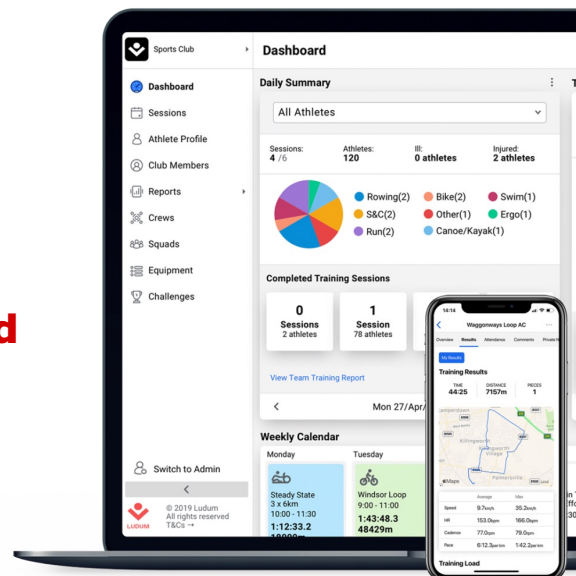 Sports Club
Dashboard
Dashboard
Sessions
Athlete Profile
Club Members
Reports
Crews
Squads
Equipment
Challenges
Switch to Admin
© 2019 Ludum
All rights reserved
T&Cs →
LUDUM
d
Daily Summary
T
All Athletes
Sessions: Athletes: Ill: Injured:
4 /6 120 0 athletes 2 athletes
Rowing(2) Bike(2) Swim(1)
S&C(2) Other(1) Ergo(1)
Run(2) Canoe/Kayak(1)
Completed Training Sessions
0 1
Sessions Session
2 athletes 78 athletes
View Team Training Report
Mon 27/Apr/
Weekly Calendar
Monday Tuesday
Steady State
3 x 6km
10:00 - 11:30
1:12:33.2
18000m
Windsor Loop
9:00 - 11:00
1:43:48.3
48429m
14:14
Waggonways Loop AC
Overview Results Attendance Comments Private N
My Results
Training Results
TIME DISTANCE PIECES
44:25 7157m 1
Killingworth
Village
Palmersville
Maps
Average Max
Speed 9.7km/h 35.2km/h
HR 153.0bpm 166.0bpm
Cadence 77.0spm 79.0spm
Pace 6:12.3per km 1:42.2per km
Training Load